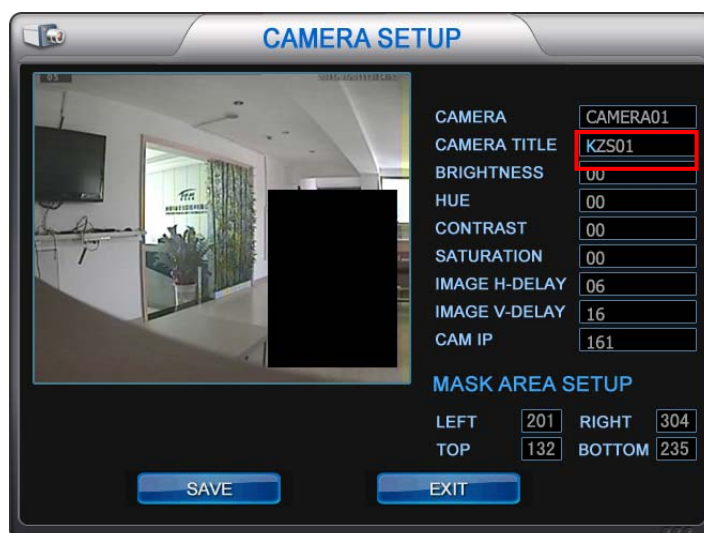 CAMERA SETUP
05
CAMERA CAMERA01
CAMERA TITLE KZS01
BRIGHTNESS 00
HUE 00
CONTRAST 00
SATURATION 00
IMAGE H-DELAY 06
IMAGE V-DELAY 16
CAM IP 161
MASK AREA SETUP
LEFT 201 RIGHT 304
TOP 132 BOTTOM 235
SAVE EXIT